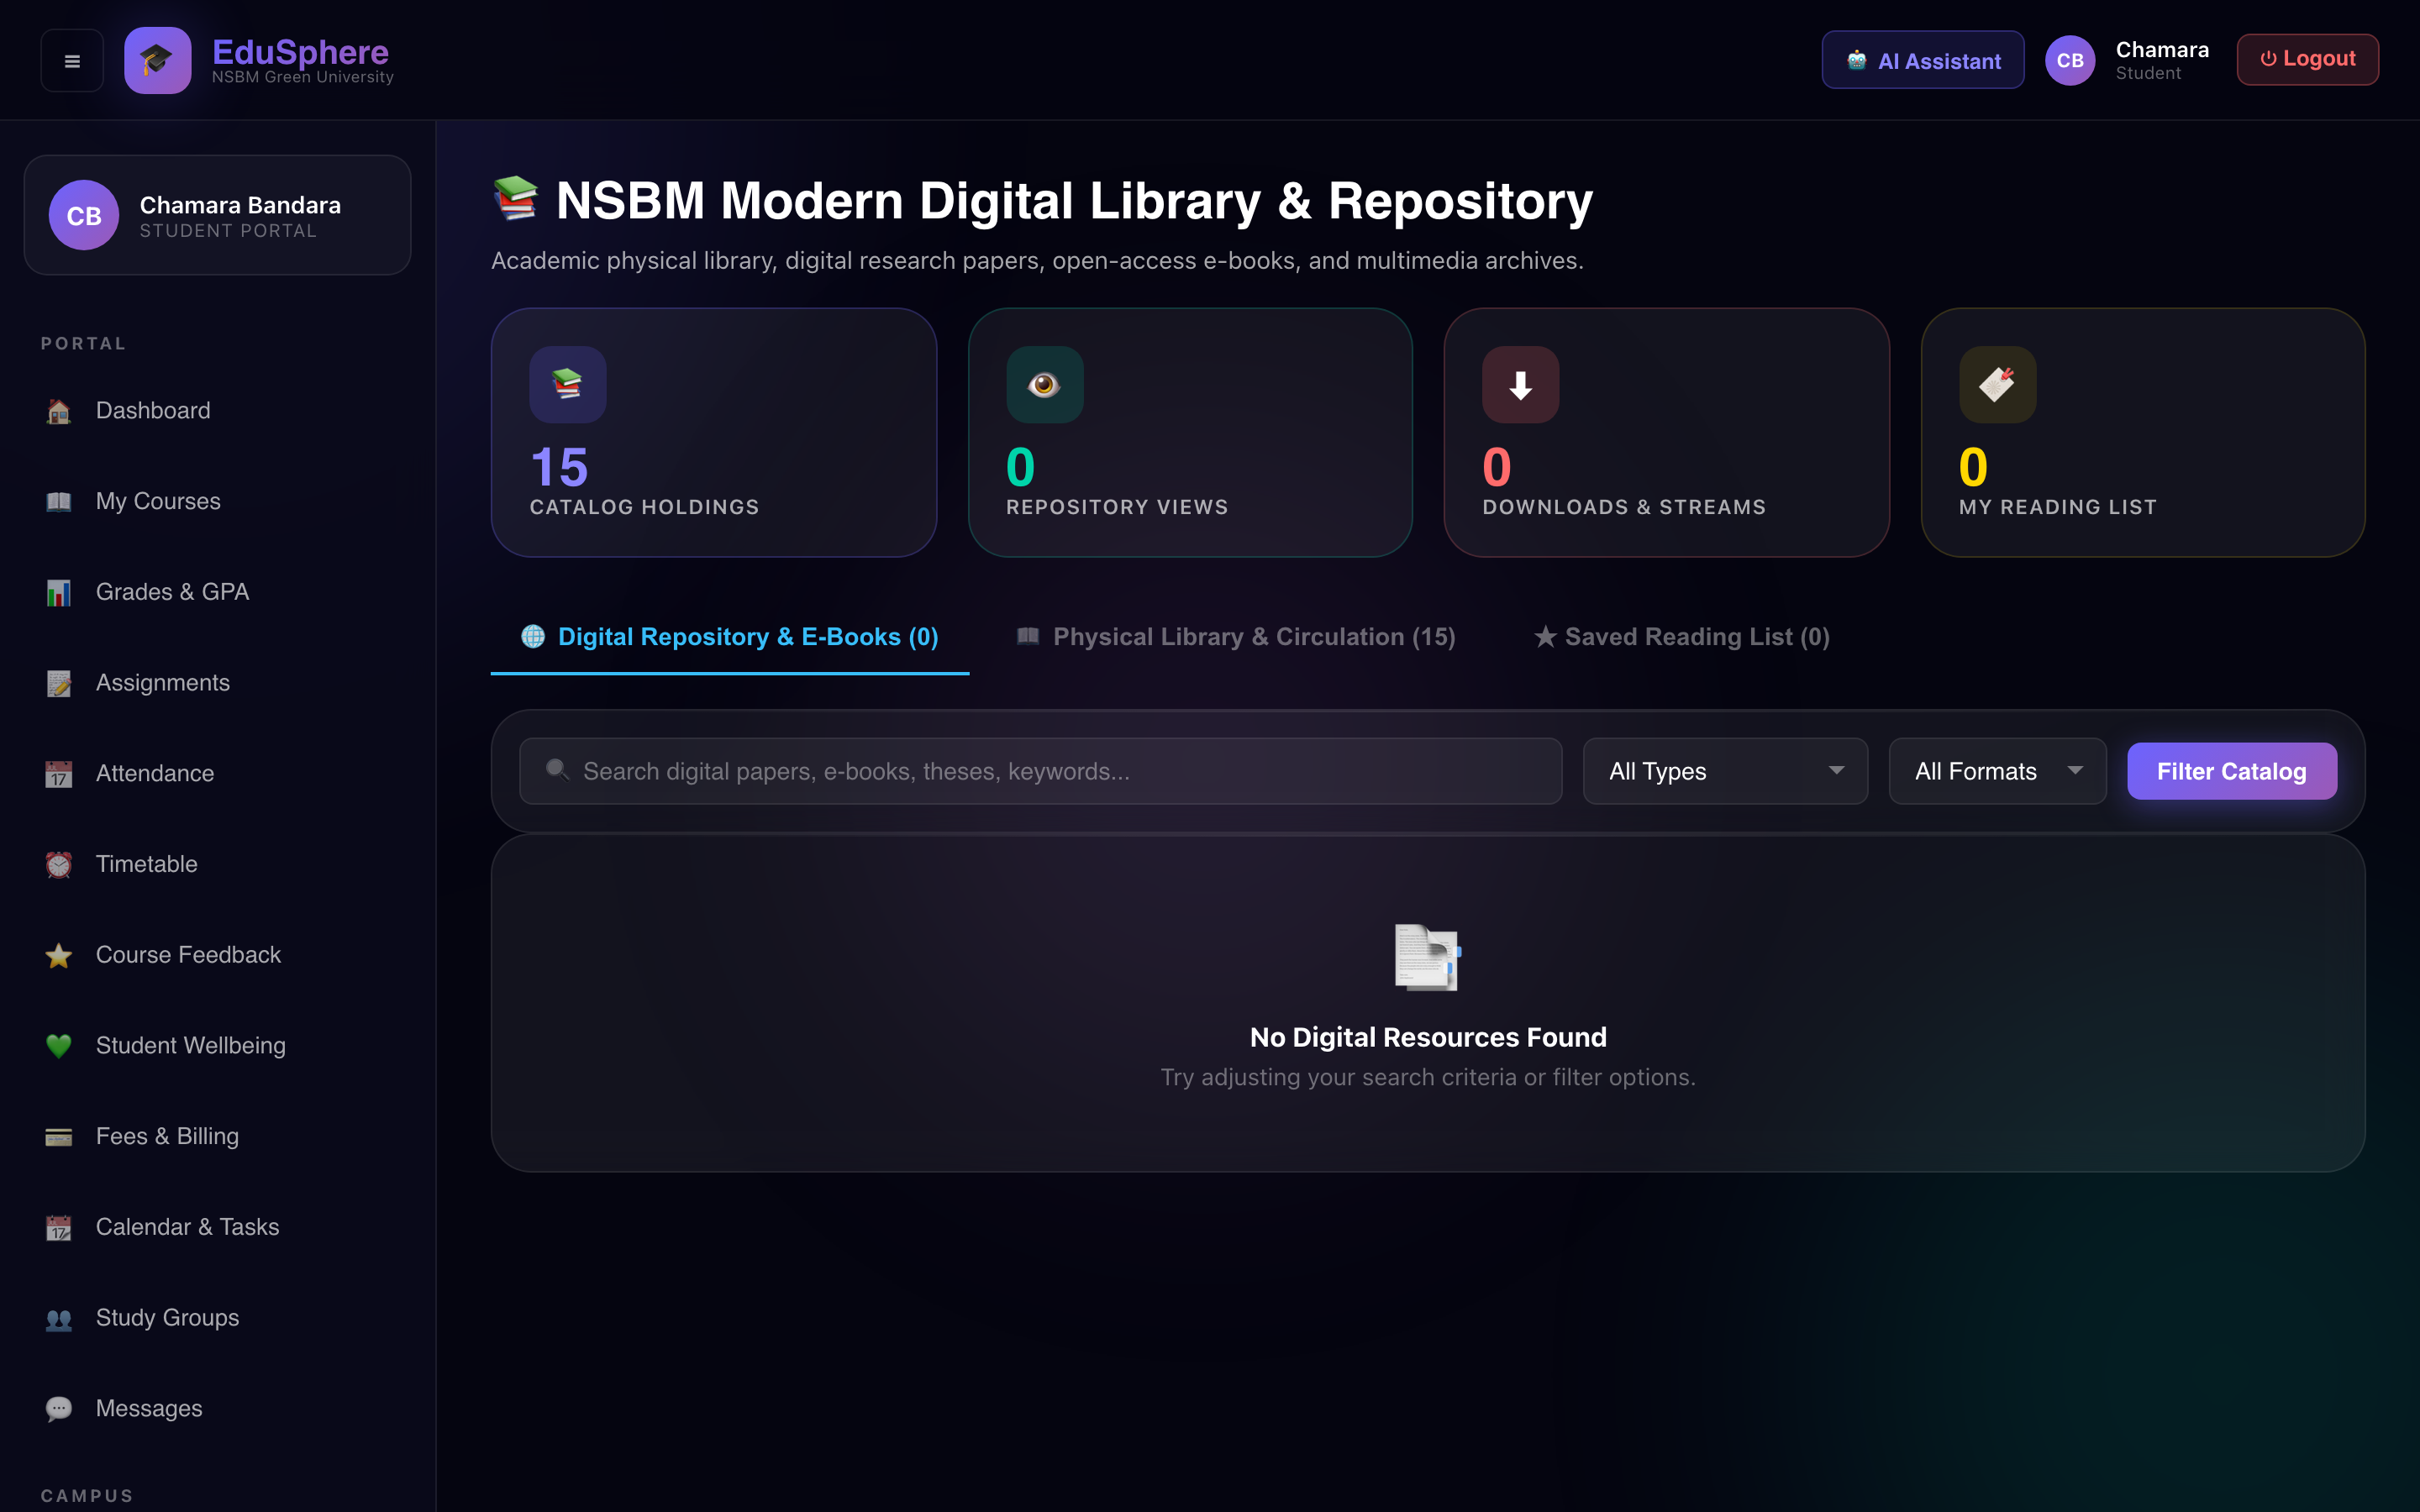 EduSphere
NSBM Green University
AI Assistant
CB
Chamara
Student
Logout
CB
Chamara Bandara
STUDENT PORTAL
PORTAL
Dashboard
My Courses
Grades & GPA
Assignments
Attendance
Timetable
Course Feedback
Student Wellbeing
Fees & Billing
Calendar & Tasks
Study Groups
Messages
CAMPUS
NSBM Modern Digital Library & Repository
Academic physical library, digital research papers, open-access e-books, and multimedia archives.
15
CATALOG HOLDINGS
0
REPOSITORY VIEWS
0
DOWNLOADS & STREAMS
0
MY READING LIST
Digital Repository & E-Books (0)
Physical Library & Circulation (15)
★ Saved Reading List (0)
Search digital papers, e-books, theses, keywords...
All Types
All Formats
Filter Catalog
No Digital Resources Found
Try adjusting your search criteria or filter options.